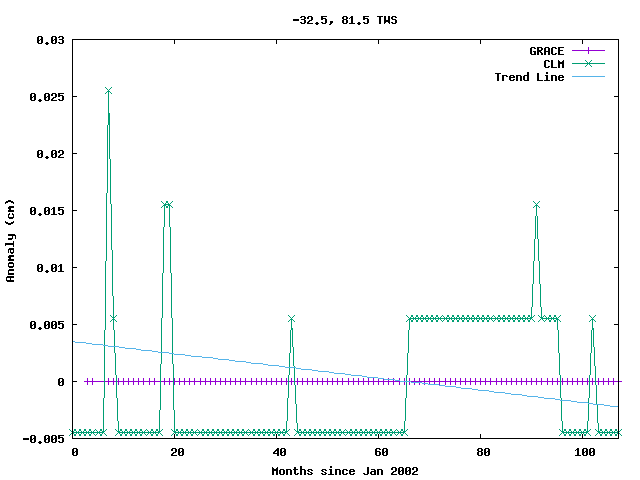 -32.5, 81.5 TWS
GRACE
CLM
Trend Line
0.03
0.025
0.02
0.015
0.01
0.005
0
-0.005
Anomaly (cm)
0 20 40 60 80 100
Months since Jan 2002